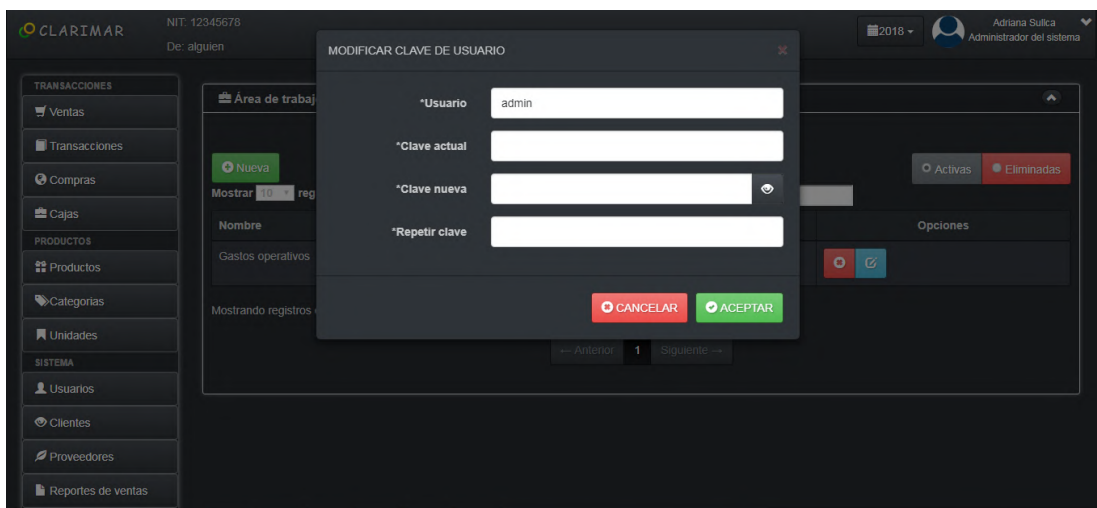 CLARIMAR
NIT: 12345678
De: alguien
2018
Adriana Sullca
Administrador del sistema
TRANSACCIONES
Ventas
Transacciones
Compras
Cajas
PRODUCTOS
Productos
Categorias
Unidades
SISTEMA
Usuarios
Clientes
Proveedores
Reportes de ventas
Área de trabaj
Nueva
Activas
Eliminadas
Mostrar 10 reg
Nombre
Opciones
Gastos operativos
Mostrando registros
← Anterior 1 Siguiente →
MODIFICAR CLAVE DE USUARIO
*Usuario admin
*Clave actual
*Clave nueva
*Repetir clave
CANCELAR
ACEPTAR